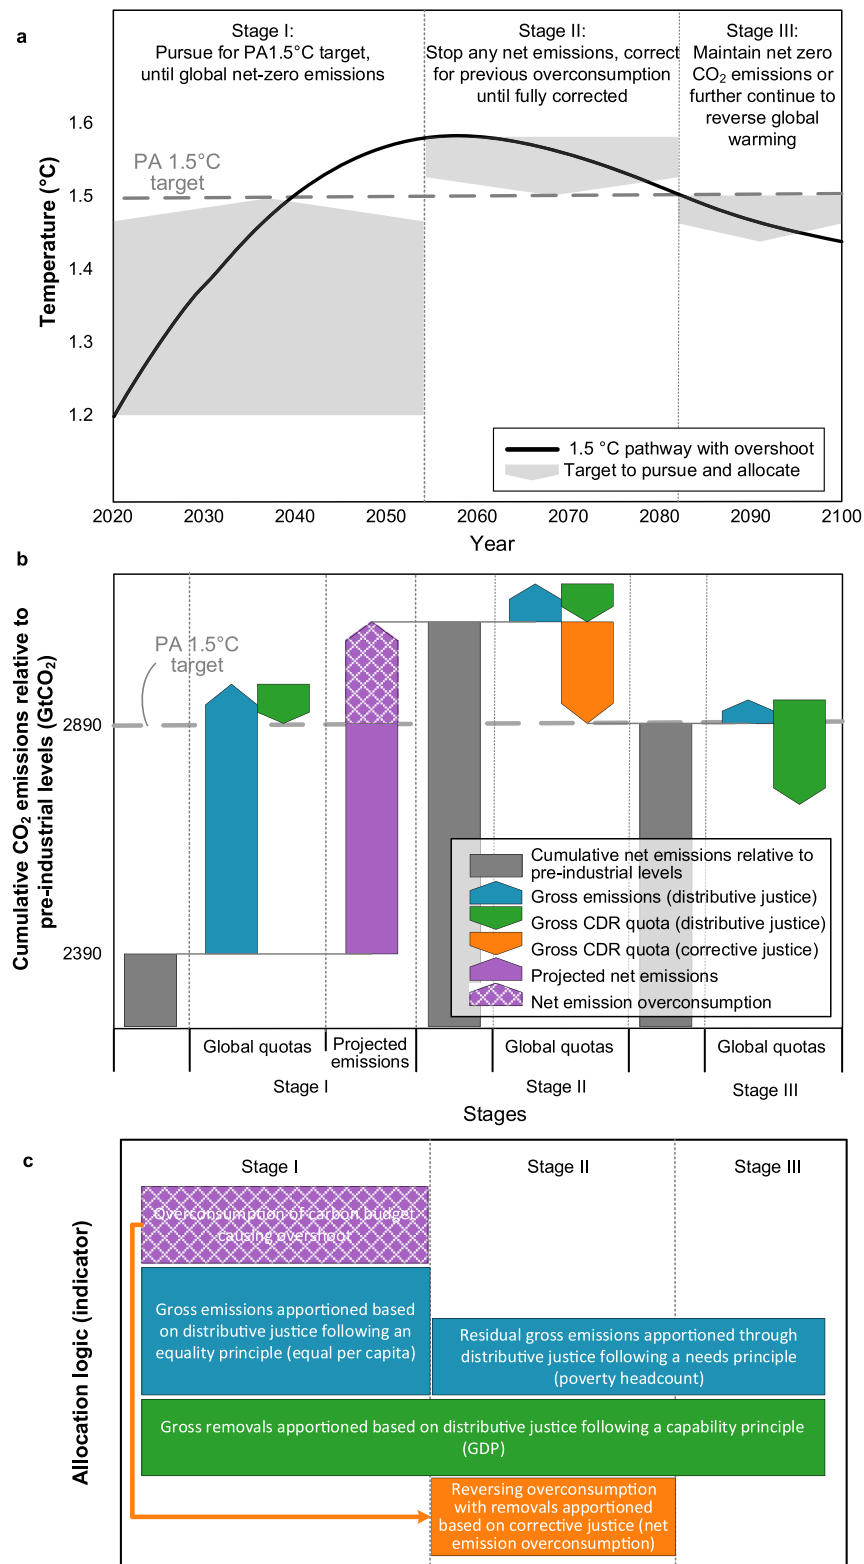 a
Stage I:
Pursue for PA1.5°C target,
until global net-zero emissions
Stage II:
Stop any net emissions, correct
for previous overconsumption
until fully corrected
Stage III:
Maintain net zero
CO2 emissions or
further continue to
reverse global
warming
PA 1.5°C
target
Temperature (°C)
1.6
1.5
1.4
1.3
1.2
1.5 °C pathway with overshoot
Target to pursue and allocate
2020 2030 2040 2050 2060 2070 2080 2090 2100
Year
b
Cumulative CO2 emissions relative to
pre-industrial levels (GtCO2)
PA 1.5°C
target
2890
2390
Cumulative net emissions relative to
pre-industrial levels
Gross emissions (distributive justice)
Gross CDR quota (distributive justice)
Gross CDR quota (corrective justice)
Projected net emissions
Net emission overconsumption
Global quotas
Projected
emissions
Global quotas
Global quotas
Stage I
Stage II
Stage III
Stages
c
Allocation logic (indicator)
Stage I
Stage II
Stage III
Overconsumption of carbon budget
causing overshoot
Gross emissions apportioned based
on distributive justice following an
equality principle (equal per capita)
Residual gross emissions apportioned through
distributive justice following a needs principle
(poverty headcount)
Gross removals apportioned based on distributive justice following a capability principle
(GDP)
Reversing overconsumption
with removals apportioned
based on corrective justice (net
emission overconsumption)